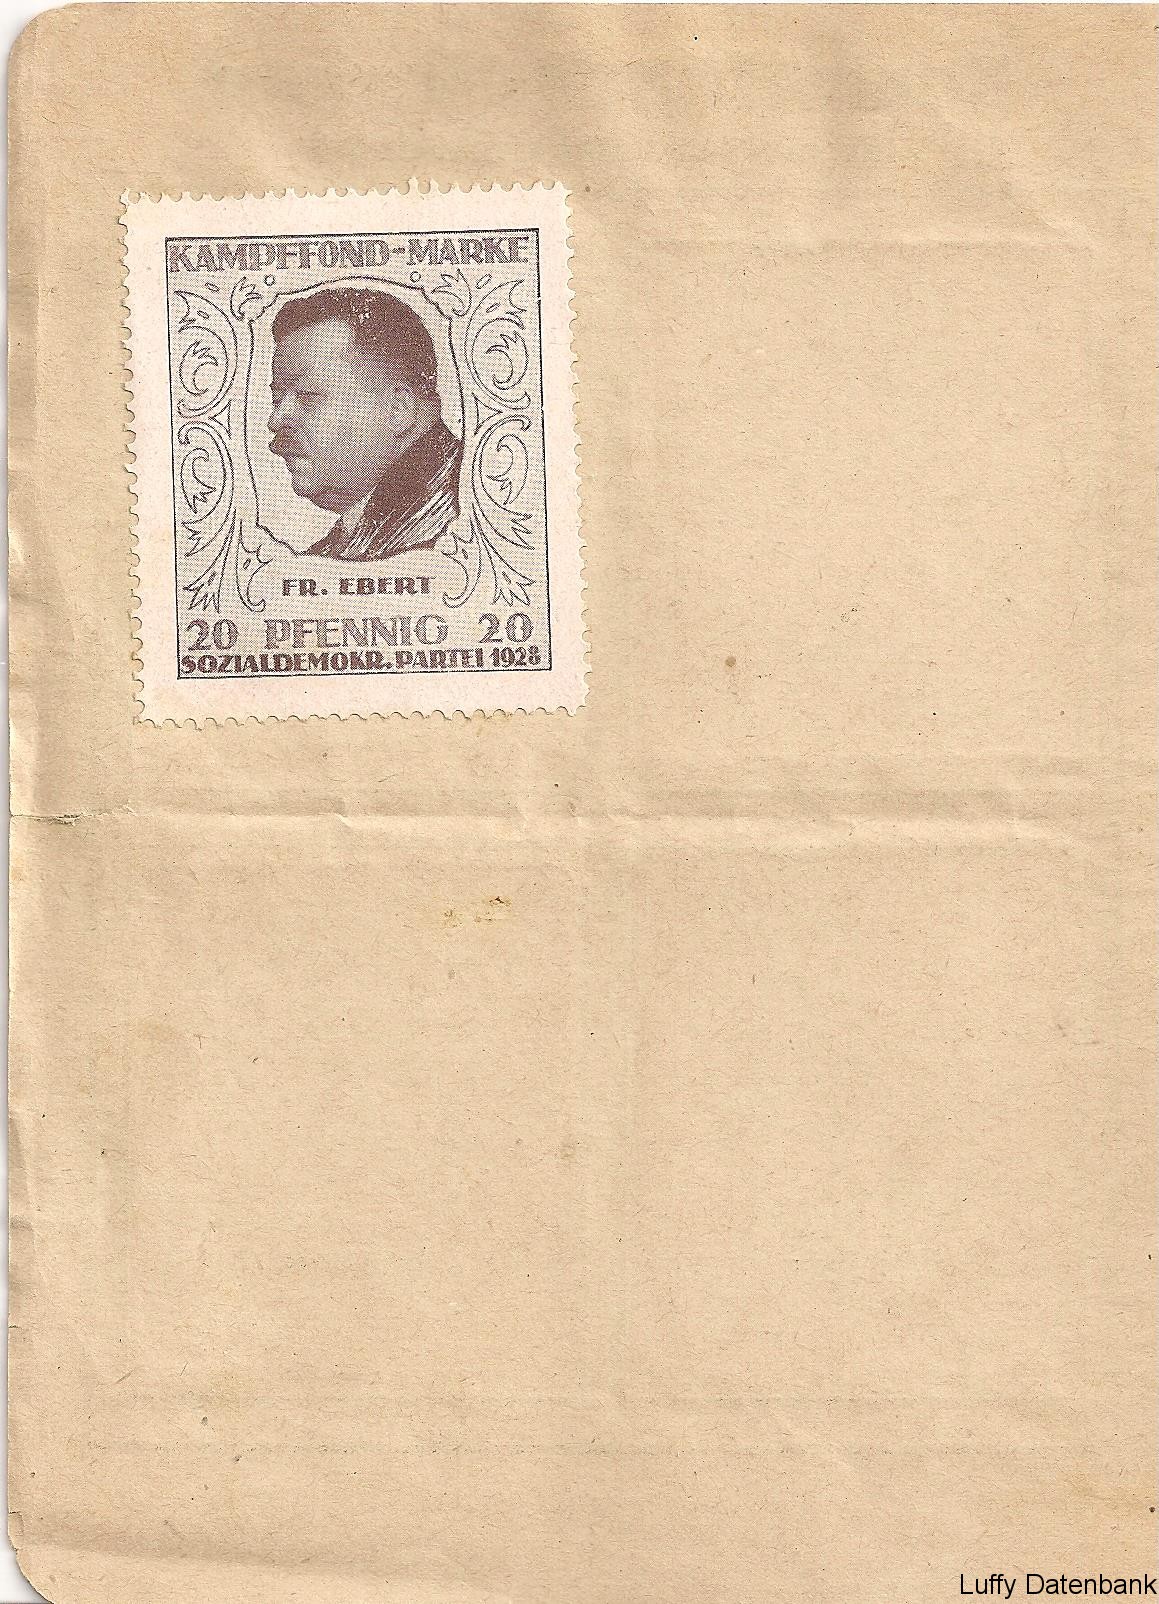 KAMPFFOND-MARKE
FR. EBERT
20 PFENNIG 20
SOZIALDEMOKR. PARTEI 1928
Luffy Datenbank